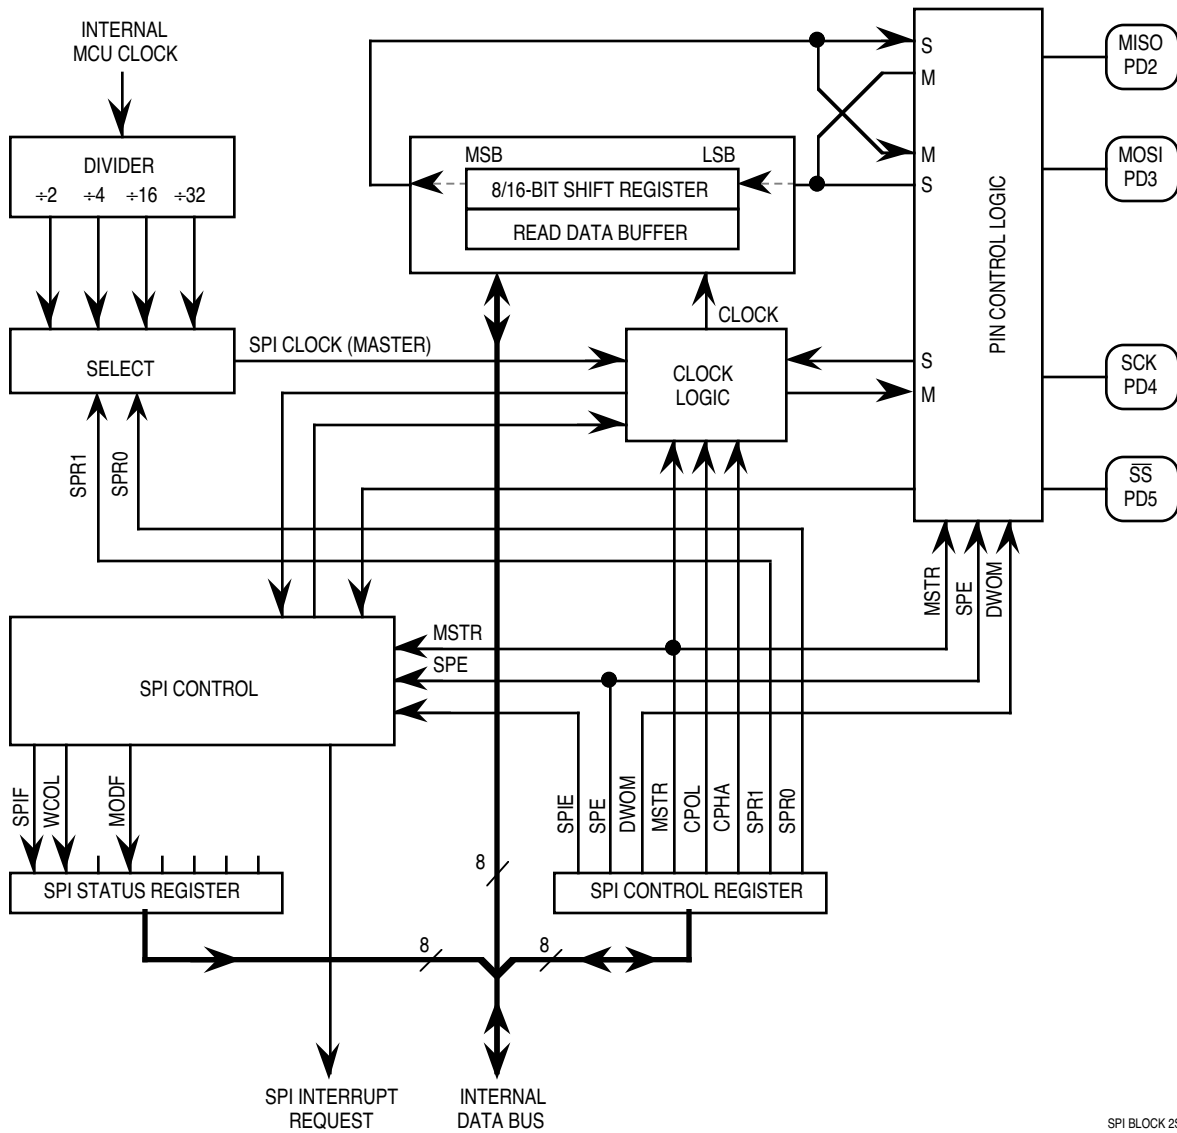 INTERNAL
MCU CLOCK
DIVIDER
÷2 ÷4 ÷16 ÷32
SELECT
SPI CLOCK (MASTER)
SPR1
SPR0
MSB LSB
8/16-BIT SHIFT REGISTER
READ DATA BUFFER
CLOCK
CLOCK
LOGIC
S
M
M
S
S
M
PIN CONTROL LOGIC
MISO
PD2
MOSI
PD3
SCK
PD4
SS
PD5
MSTR
SPE
DWOM
MSTR
SPE
SPI CONTROL
SPIF
WCOL
MODF
SPIE
SPE
DWOM
MSTR
CPOL
CPHA
SPR1
SPR0
SPI STATUS REGISTER
SPI CONTROL REGISTER
8
8
8
SPI INTERRUPT
REQUEST
INTERNAL
DATA BUS